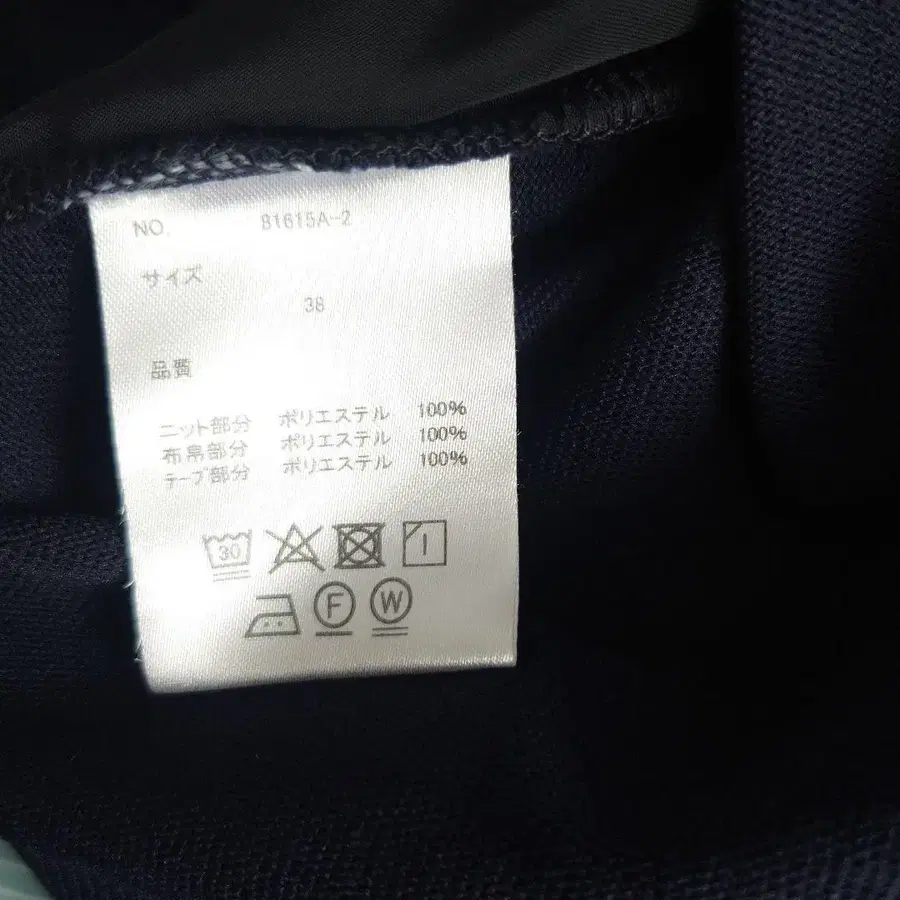 NO. 81615A-2
サイズ
38
品質
ニット部分 ポリエステル 100%
布帛部分 ポリエステル 100%
テープ部分 ポリエステル 100%
30
F W